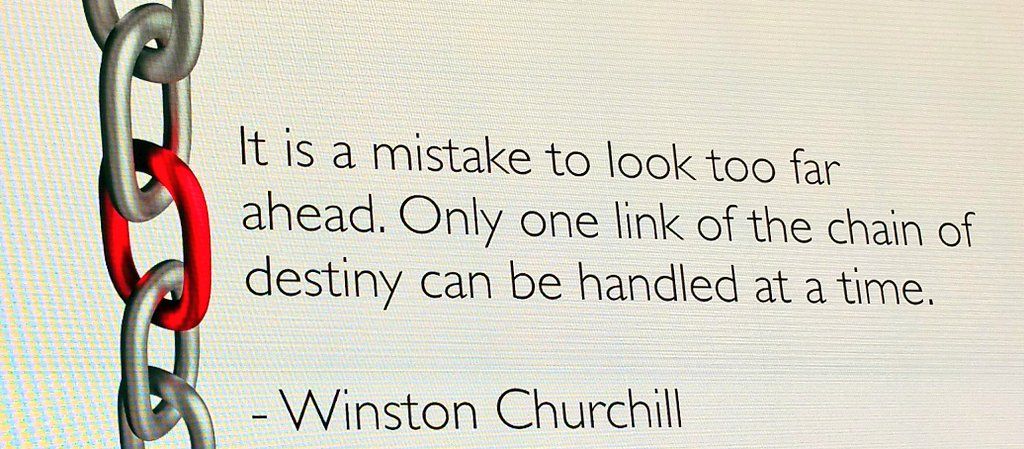 It is a mistake to look too far
ahead. Only one link of the chain of
destiny can be handled at a time.
- Winston Churchill